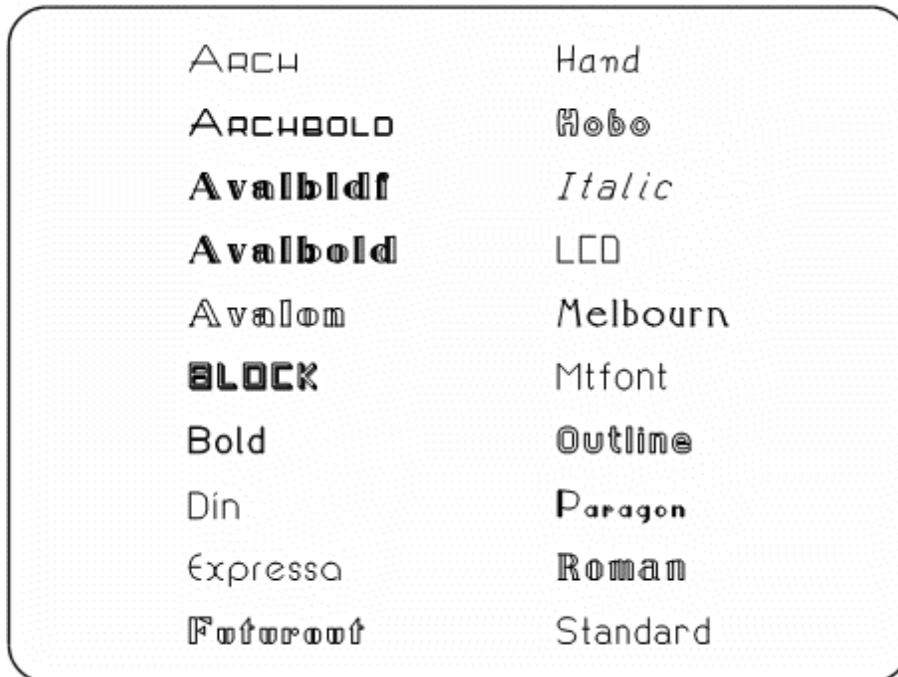 Arch
Archbold
Avalbldf
Avalbold
Avalon
BLOCK
Bold
Din
Expressa
Futurout
Hand
Hobo
Italic
LCD
Melbourn
Mtfont
Outline
Paragon
Roman
Standard